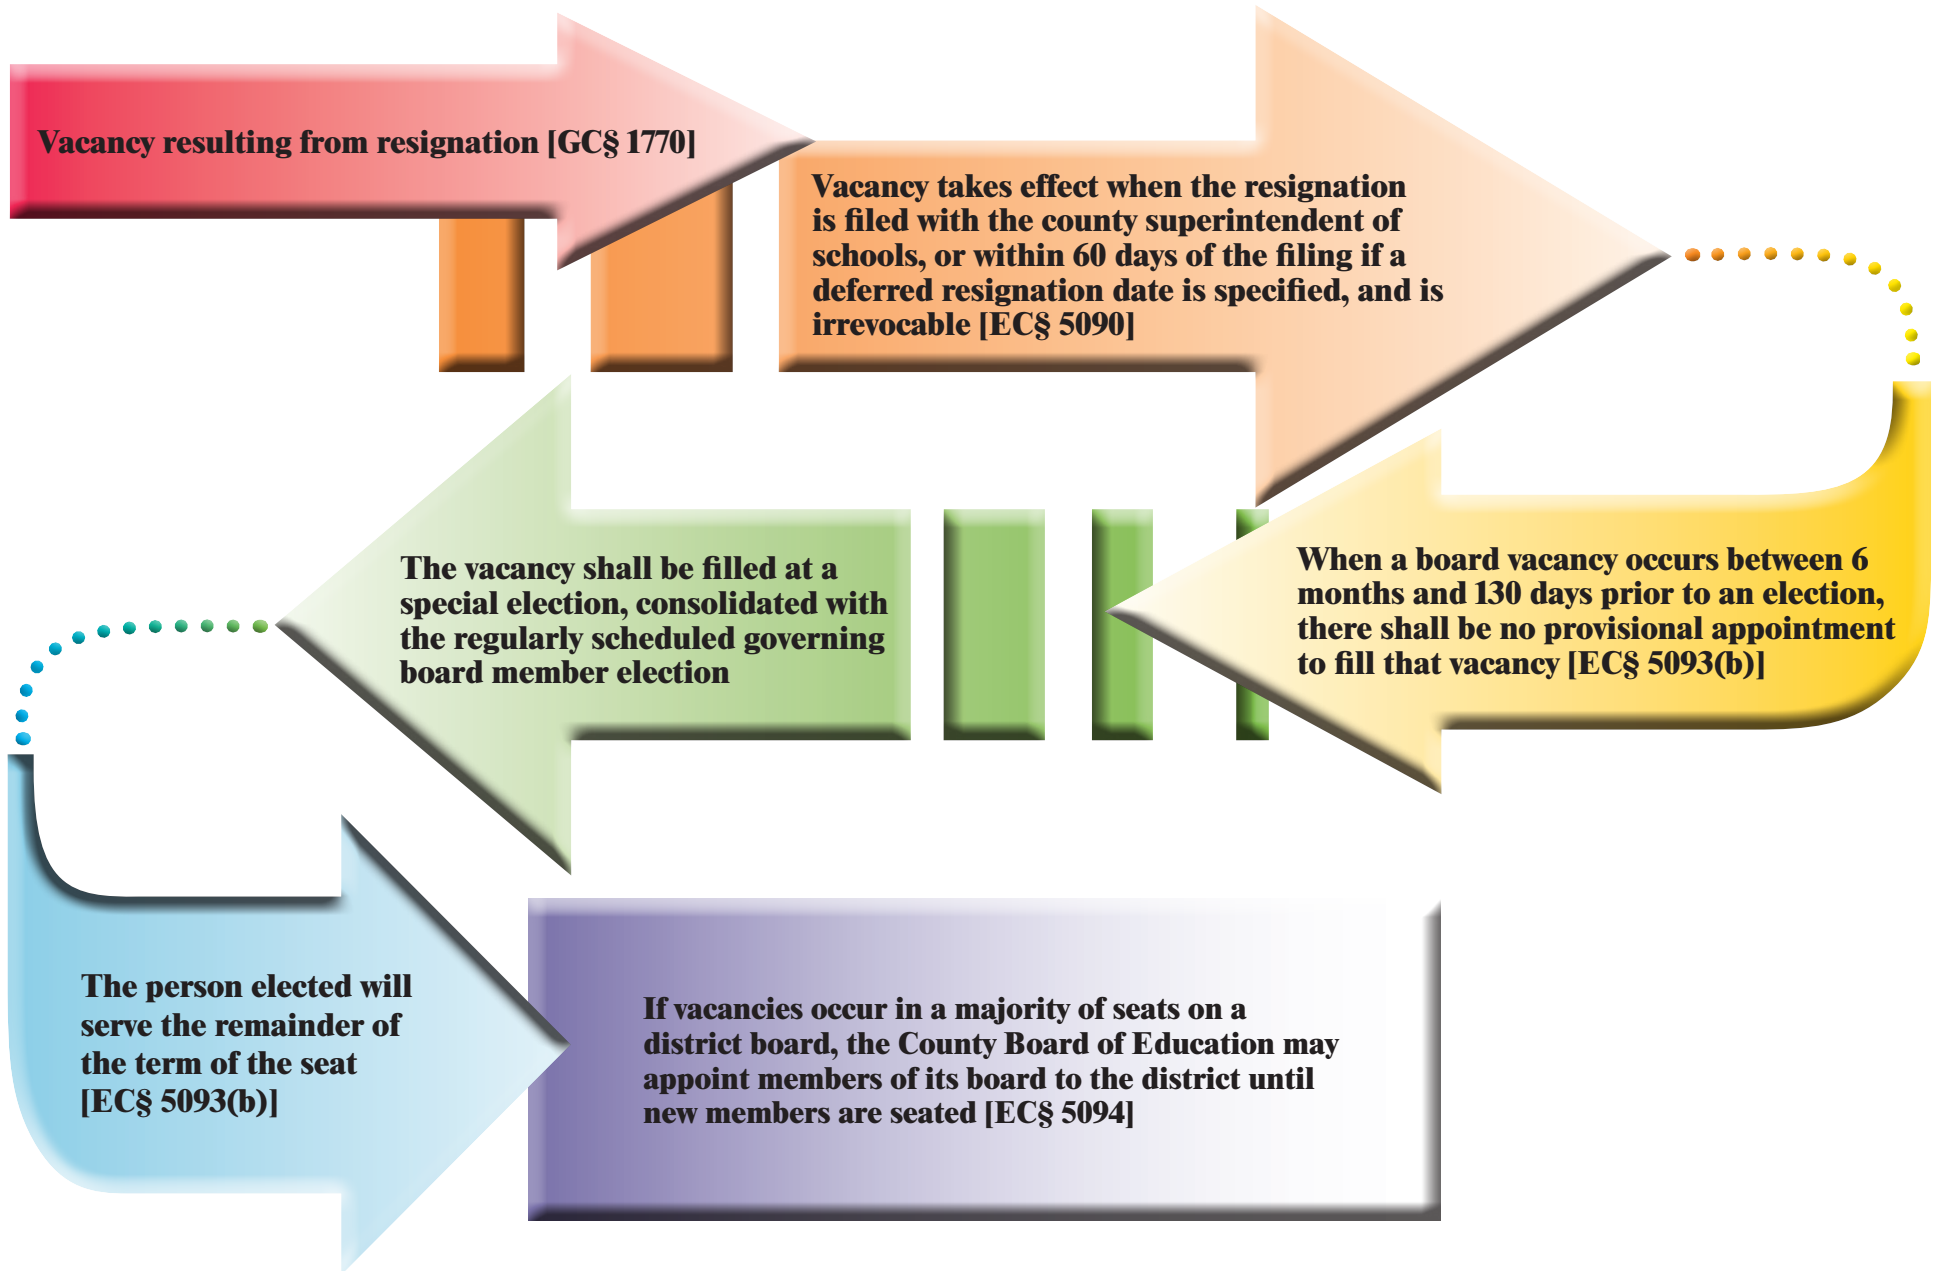 Vacancy resulting from resignation [GC§ 1770]
Vacancy takes effect when the resignation
is filed with the county superintendent of
schools, or within 60 days of the filing if a
deferred resignation date is specified, and is
irrevocable [EC§ 5090]
When a board vacancy occurs between 6
months and 130 days prior to an election,
there shall be no provisional appointment
to fill that vacancy [EC§ 5093(b)]
The vacancy shall be filled at a
special election, consolidated with
the regularly scheduled governing
board member election
The person elected will
serve the remainder of
the term of the seat
[EC§ 5093(b)]
If vacancies occur in a majority of seats on a
district board, the County Board of Education may
appoint members of its board to the district until
new members are seated [EC§ 5094]